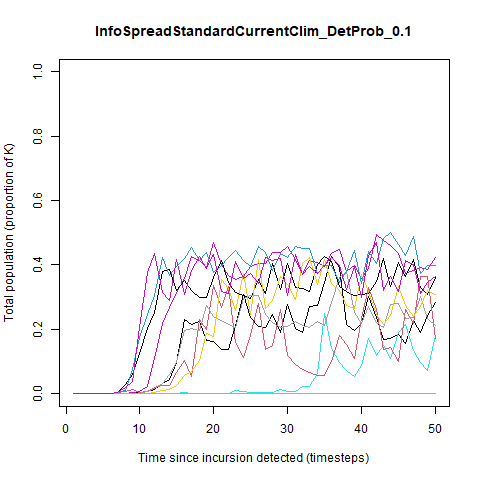 InfoSpreadStandardCurrentClim_DetProb_0.1
Total population (proportion of K)
1.0
0.8
0.6
0.4
0.2
0.0
0 10 20 30 40 50
Time since incursion detected (timesteps)